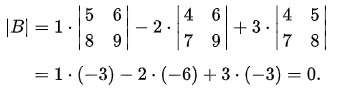 |B| = 1 · |5 6; 8 9| − 2 · |4 6; 7 9| + 3 · |4 5; 7 8|
= 1 · (−3) − 2 · (−6) + 3 · (−3) = 0.